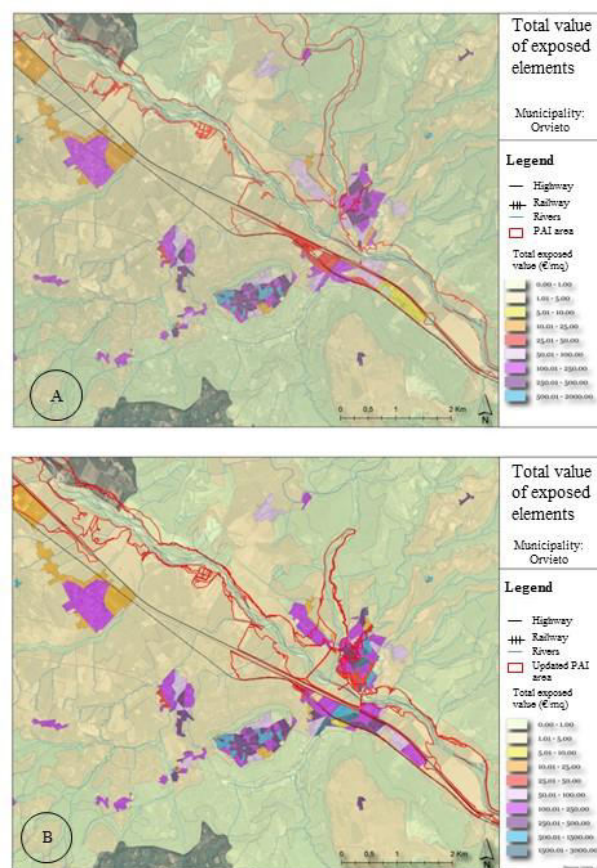 Total value
of exposed
elements
Municipality:
Orvieto
Legend
Highway
Railway
Rivers
PAI area
Total exposed
value (€/mq)
0.00 - 1.00
1.01 - 5.00
5.01 - 10.00
10.01 - 25.00
25.01 - 50.00
50.01 - 100.00
100.01 - 250.00
250.01 - 500.00
500.01 - 2000.00
A
0 0,5 1 2 Km
N
Total value
of exposed
elements
Municipality:
Orvieto
Legend
Highway
Railway
Rivers
Updated PAI
area
Total exposed
value (€/mq)
0.00 - 1.00
1.01 - 5.00
5.01 - 10.00
10.01 - 25.00
25.01 - 50.00
50.01 - 100.00
100.01 - 250.00
250.01 - 500.00
500.01 - 1500.00
1500.01 - 3000.00
B
0 0,5 1 2 Km
N